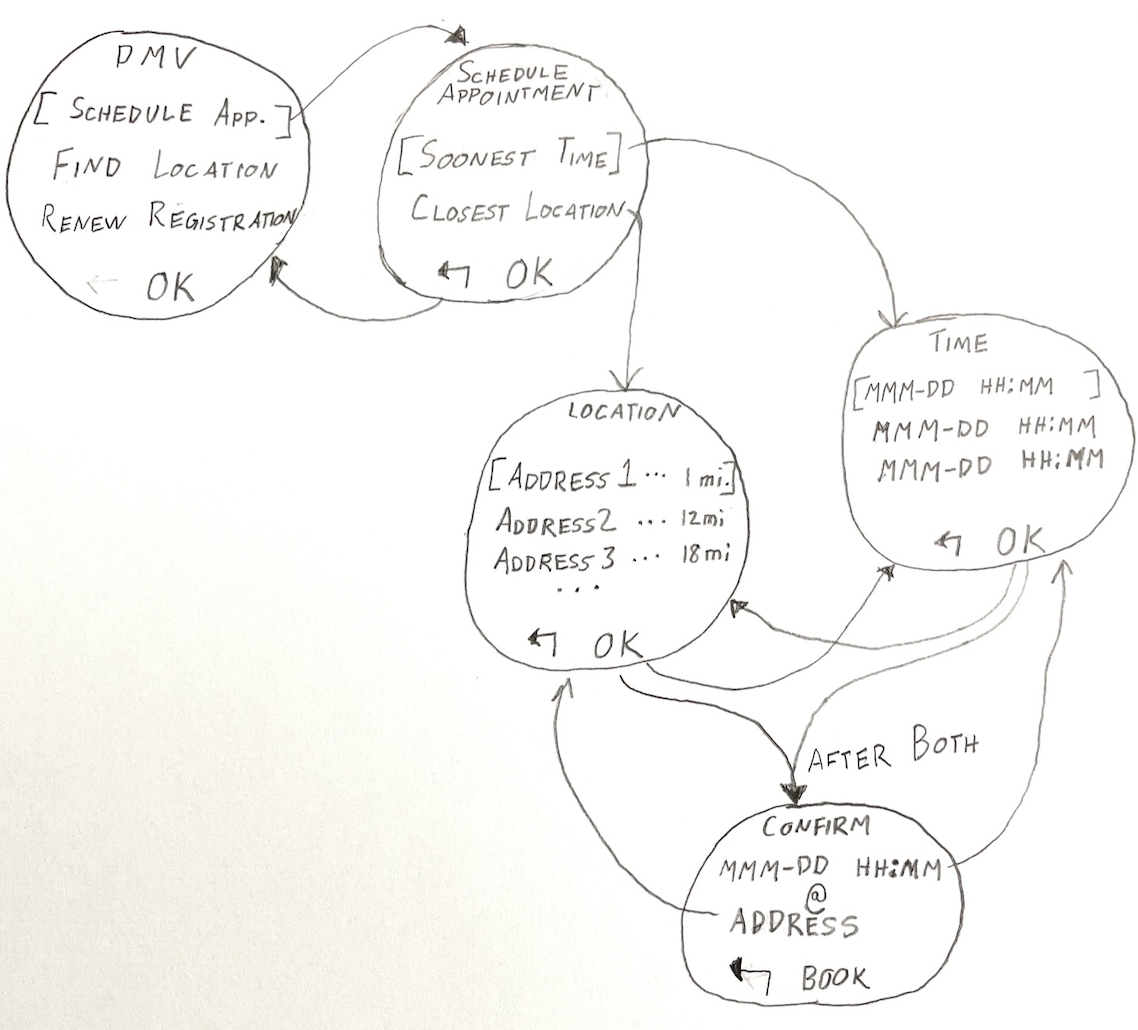 DMV
[ SCHEDULE APP. ]
FIND LOCATION
RENEW REGISTRATION
← OK
SCHEDULE
APPOINTMENT
[SOONEST TIME]
CLOSEST LOCATION
↰ OK
TIME
[MMM-DD HH:MM ]
MMM-DD HH:MM
MMM-DD HH:MM
↰ OK
LOCATION
[ADDRESS 1 ... 1 mi.]
ADDRESS 2 ... 12mi
ADDRESS 3 ... 18mi
...
↰ OK
AFTER BOTH
CONFIRM
MMM-DD HH:MM
@
ADDRESS
↰ BOOK